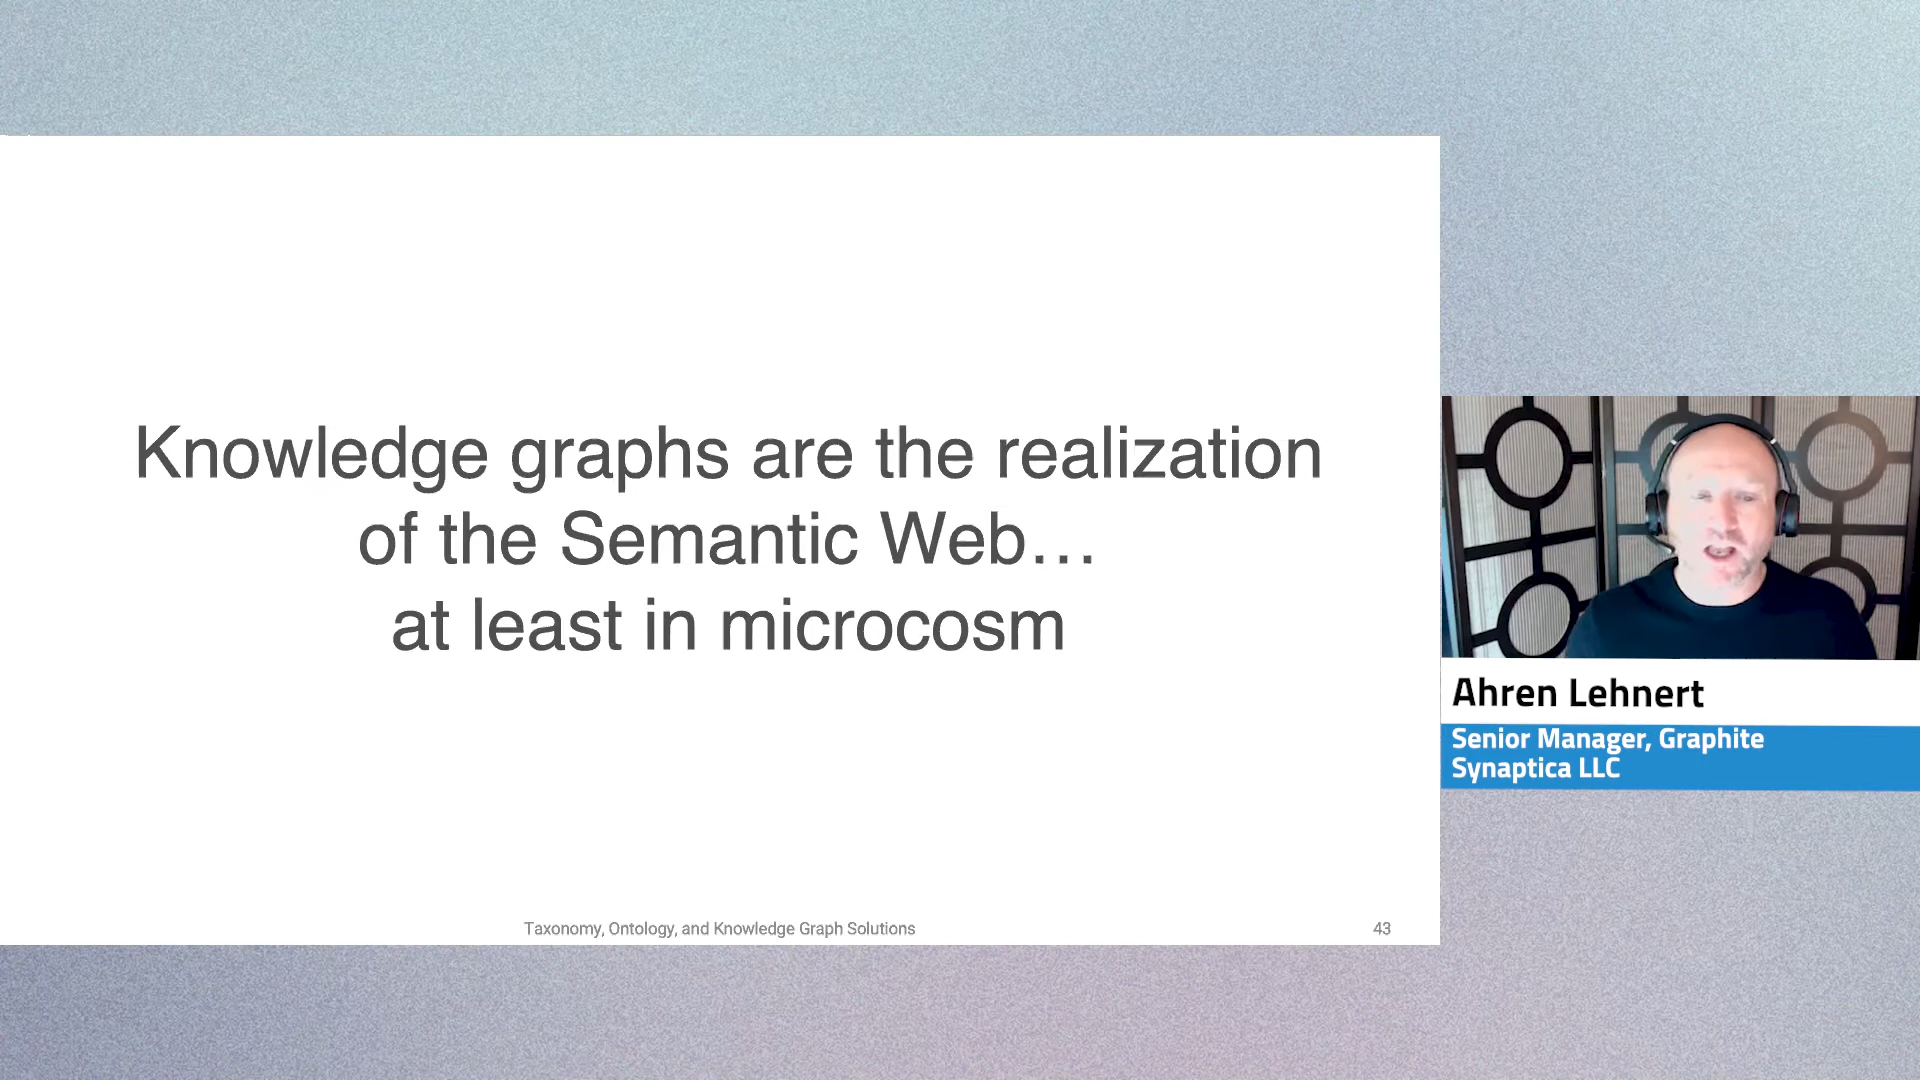 Knowledge graphs are the realization
of the Semantic Web…
at least in microcosm
Taxonomy, Ontology, and Knowledge Graph Solutions
43
Ahren Lehnert
Senior Manager, Graphite
Synaptica LLC